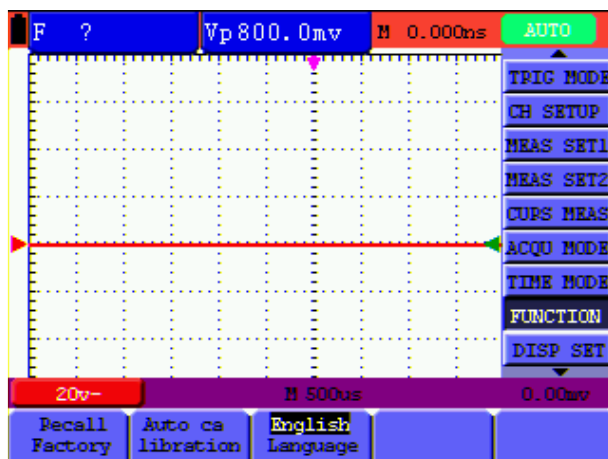 F ?
Vp800.0mv
M 0.000ns
AUTO
TRIG MODE
CH SETUP
MEAS SET1
MEAS SET2
CURS MEAS
ACQU MODE
TIME MODE
FUNCTION
DISP SET
20v-
M 500us
0.00mv
Recall
Factory
Auto ca
libration
English
Language